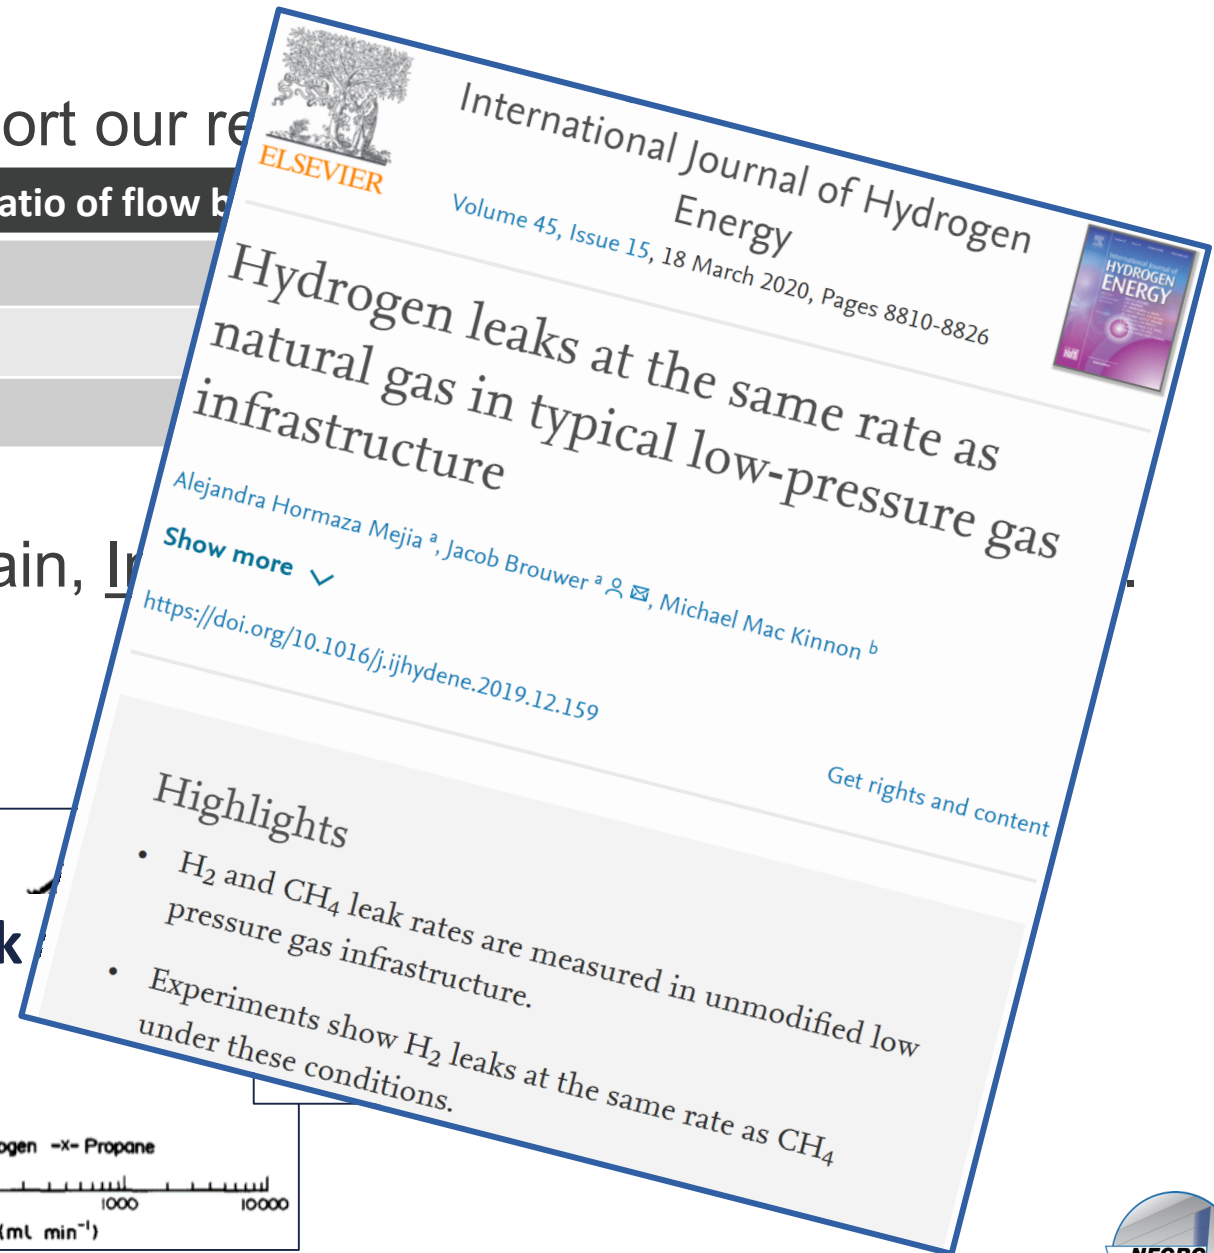 ort our re
atio of flow b
ain, I
k
ogen -x- Propane
1000 10000
(ml min⁻¹)
ELSEVIER
International Journal of Hydrogen
Energy
Volume 45, Issue 15, 18 March 2020, Pages 8810-8826
International Journal of
HYDROGEN
ENERGY
Hydrogen leaks at the same rate as
natural gas in typical low-pressure gas
infrastructure
Alejandra Hormaza Mejia ᵃ, Jacob Brouwer ᵃ, Michael Mac Kinnon ᵇ
Show more
https://doi.org/10.1016/j.ijhydene.2019.12.159
Get rights and content
Highlights
• H₂ and CH₄ leak rates are measured in unmodified low
pressure gas infrastructure.
• Experiments show H₂ leaks at the same rate as CH₄
under these conditions.